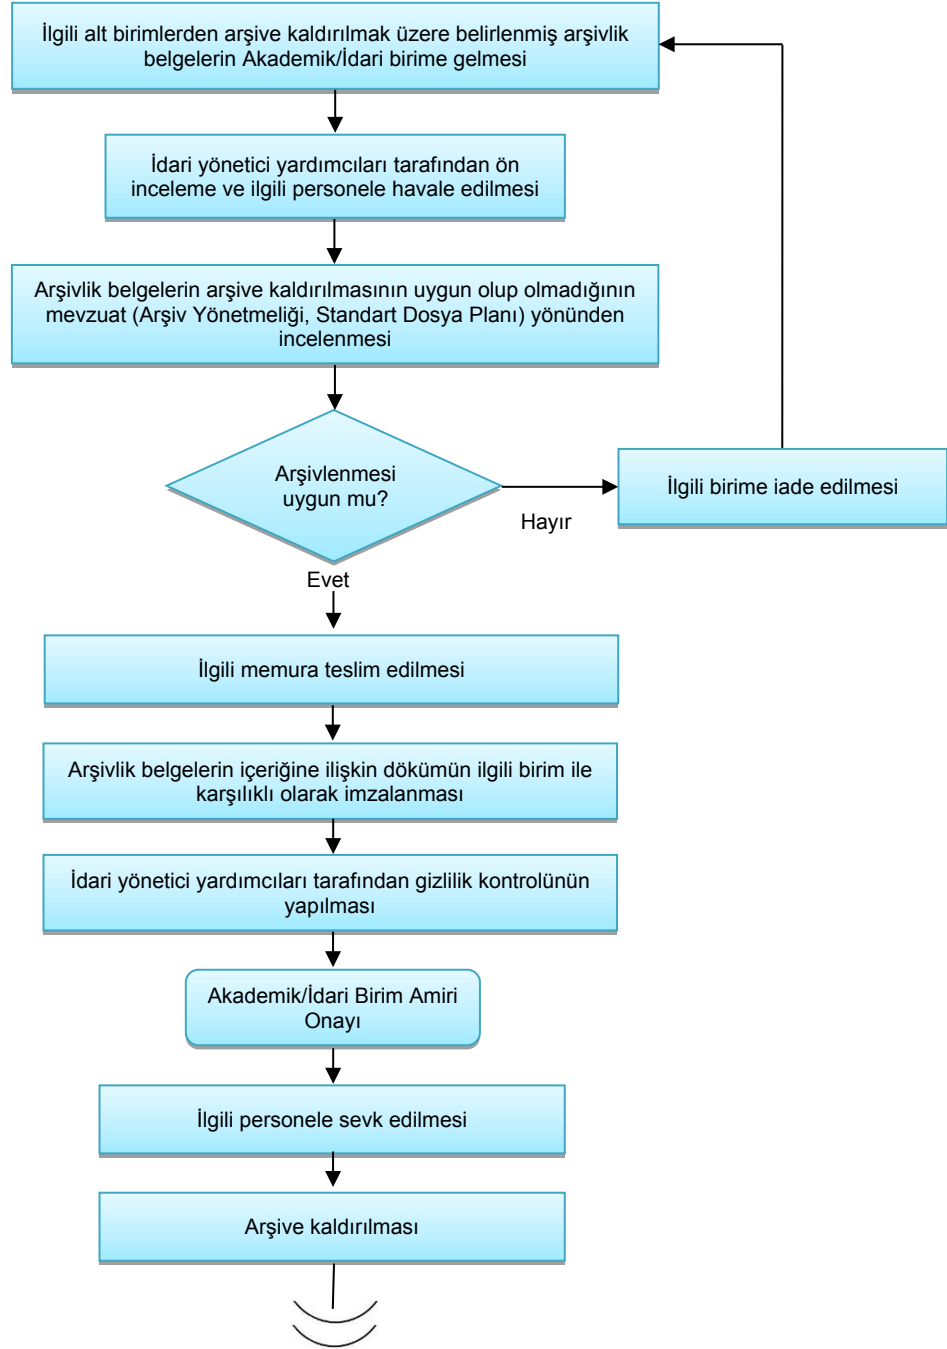 İlgili alt birimlerden arşive kaldırılmak üzere belirlenmiş arşivlik
belgelerin Akademik/İdari birime gelmesi
İdari yönetici yardımcıları tarafından ön
inceleme ve ilgili personele havale edilmesi
Arşivlik belgelerin arşive kaldırılmasının uygun olup olmadığının
mevzuat (Arşiv Yönetmeliği, Standart Dosya Planı) yönünden
incelenmesi
Arşivlenmesi
uygun mu?
İlgili birime iade edilmesi
Hayır
Evet
İlgili memura teslim edilmesi
Arşivlik belgelerin içeriğine ilişkin dökümün ilgili birim ile
karşılıklı olarak imzalanması
İdari yönetici yardımcıları tarafından gizlilik kontrolünün
yapılması
Akademik/İdari Birim Amiri
Onayı
İlgili personele sevk edilmesi
Arşive kaldırılması